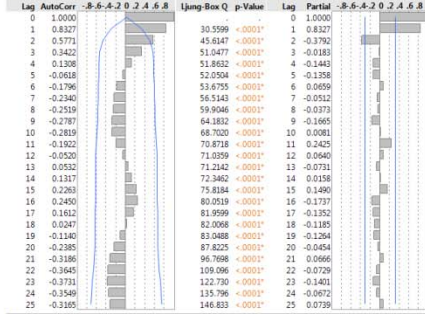 Lag AutoCorr -.8-.6-.4-.2 0 .2 .4 .6 .8 Ljung-Box Q p-Value Lag Partial -.8-.6-.4-.2 0 .2 .4 .6 .8
0 1.0000 . . 0 1.0000
1 0.8327 30.5599 <.0001* 1 0.8327
2 0.5771 45.6147 <.0001* 2 -0.3792
3 0.3422 51.0477 <.0001* 3 -0.0183
4 0.1308 51.8632 <.0001* 4 -0.1443
5 -0.0618 52.0504 <.0001* 5 -0.1358
6 -0.1796 53.6755 <.0001* 6 0.0659
7 -0.2340 56.5143 <.0001* 7 -0.0512
8 -0.2519 59.9046 <.0001* 8 -0.0373
9 -0.2787 64.1832 <.0001* 9 -0.1665
10 -0.2819 68.7020 <.0001* 10 0.0081
11 -0.1922 70.8718 <.0001* 11 0.2425
12 -0.0520 71.0359 <.0001* 12 0.0640
13 0.0532 71.2142 <.0001* 13 -0.0731
14 0.1317 72.3462 <.0001* 14 0.0158
15 0.2263 75.8184 <.0001* 15 0.1490
16 0.2450 80.0519 <.0001* 16 -0.1737
17 0.1612 81.9599 <.0001* 17 -0.1352
18 0.0247 82.0068 <.0001* 18 -0.1185
19 -0.1140 83.0488 <.0001* 19 -0.1264
20 -0.2385 87.8225 <.0001* 20 -0.0454
21 -0.3186 96.7698 <.0001* 21 0.0666
22 -0.3645 109.096 <.0001* 22 -0.0729
23 -0.3731 122.730 <.0001* 23 -0.1401
24 -0.3549 135.796 <.0001* 24 -0.0672
25 -0.3165 146.833 <.0001* 25 0.0739